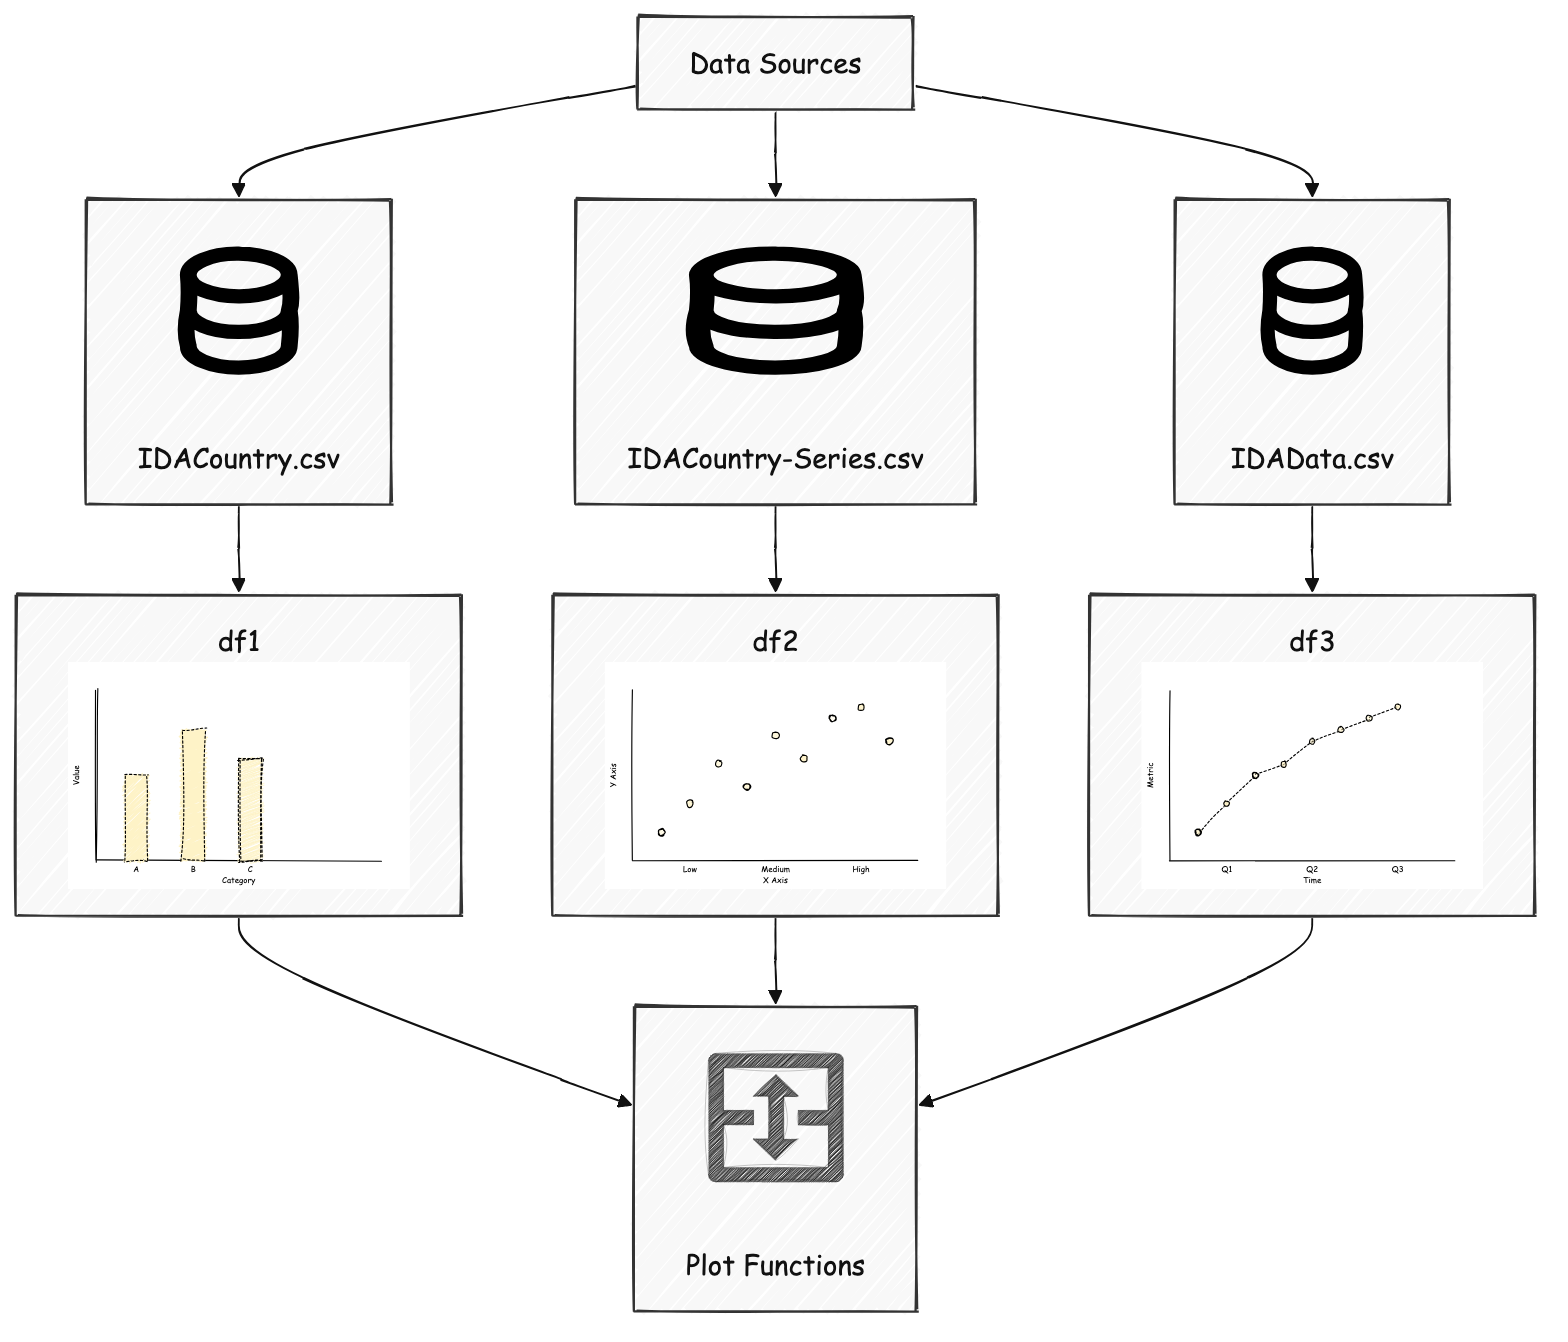 Data Sources
IDACountry.csv
IDACountry-Series.csv
IDAData.csv
df1
Value
A B C
Category
df2
Y Axis
Low Medium High
X Axis
df3
Metric
Q1 Q2 Q3
Time
Plot Functions